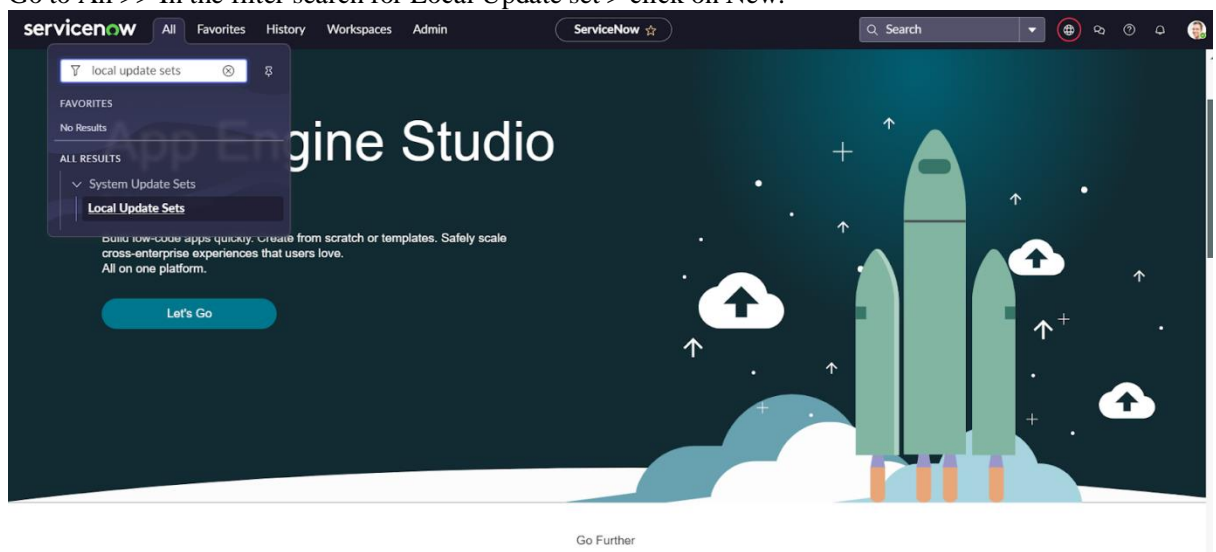 Go to All >> In the filter search for Local Update set > click on New.
servicenow All Favorites History Workspaces Admin ServiceNow ☆ Search
local update sets
FAVORITES
No Results
App Engine Studio
ALL RESULTS
System Update Sets
Local Update Sets
Build low-code apps quickly. Create from scratch or templates. Safely scale
cross-enterprise experiences that users love.
All on one platform.
Let's Go
Go Further